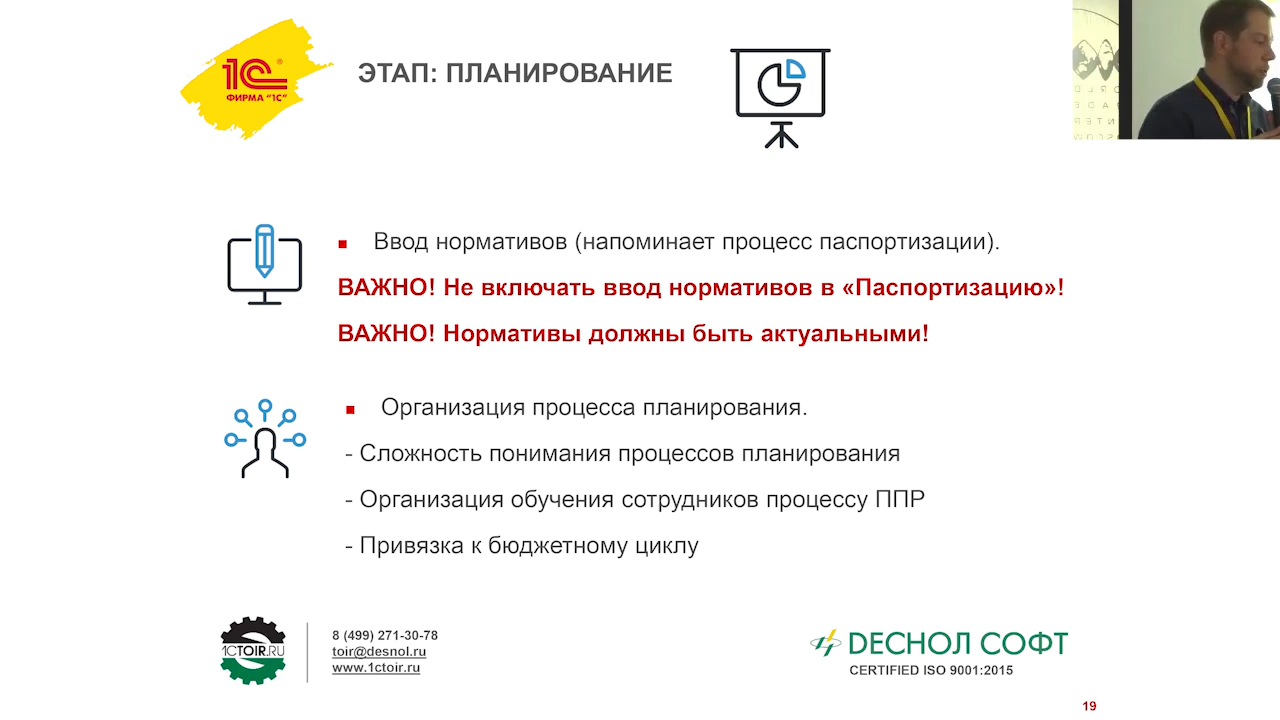 1С®
ФИРМА "1С"
ЭТАП: ПЛАНИРОВАНИЕ
Ввод нормативов (напоминает процесс паспортизации).
ВАЖНО! Не включать ввод нормативов в «Паспортизацию»!
ВАЖНО! Нормативы должны быть актуальными!
Организация процесса планирования.
- Сложность понимания процессов планирования
- Организация обучения сотрудников процессу ППР
- Привязка к бюджетному циклу
1CTOIR.RU
8 (499) 271-30-78
toir@desnol.ru
www.1ctoir.ru
DЕСНОЛ СОФТ
CERTIFIED ISO 9001:2015
19